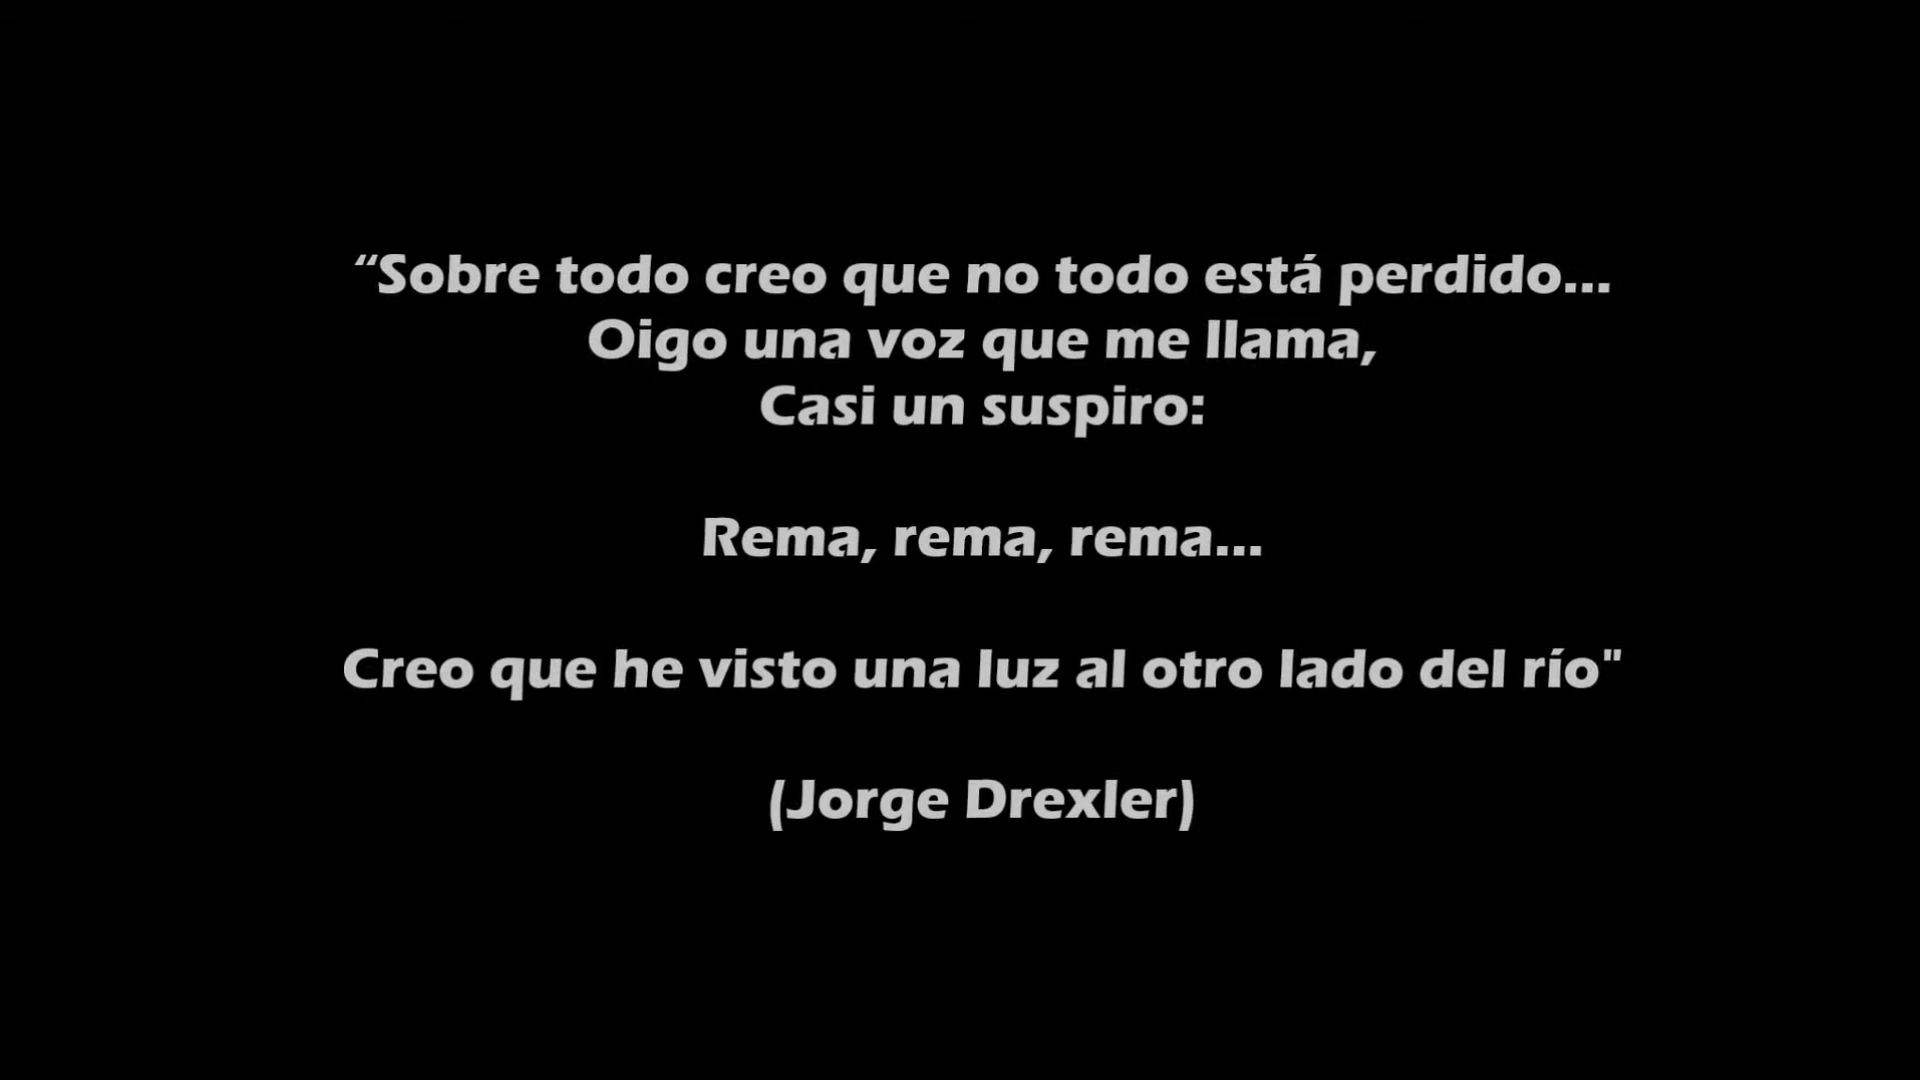 “Sobre todo creo que no todo está perdido...
Oigo una voz que me llama,
Casi un suspiro:
Rema, rema, rema...
Creo que he visto una luz al otro lado del río"
(Jorge Drexler)